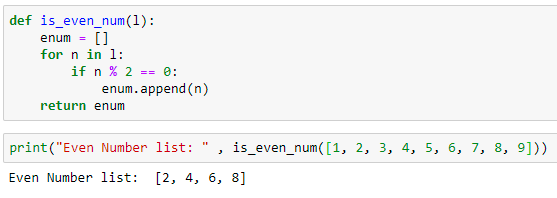 def is_even_num(l):
    enum = []
    for n in l:
        if n % 2 == 0:
            enum.append(n)
    return enum
print("Even Number list: " , is_even_num([1, 2, 3, 4, 5, 6, 7, 8, 9]))
Even Number list:  [2, 4, 6, 8]